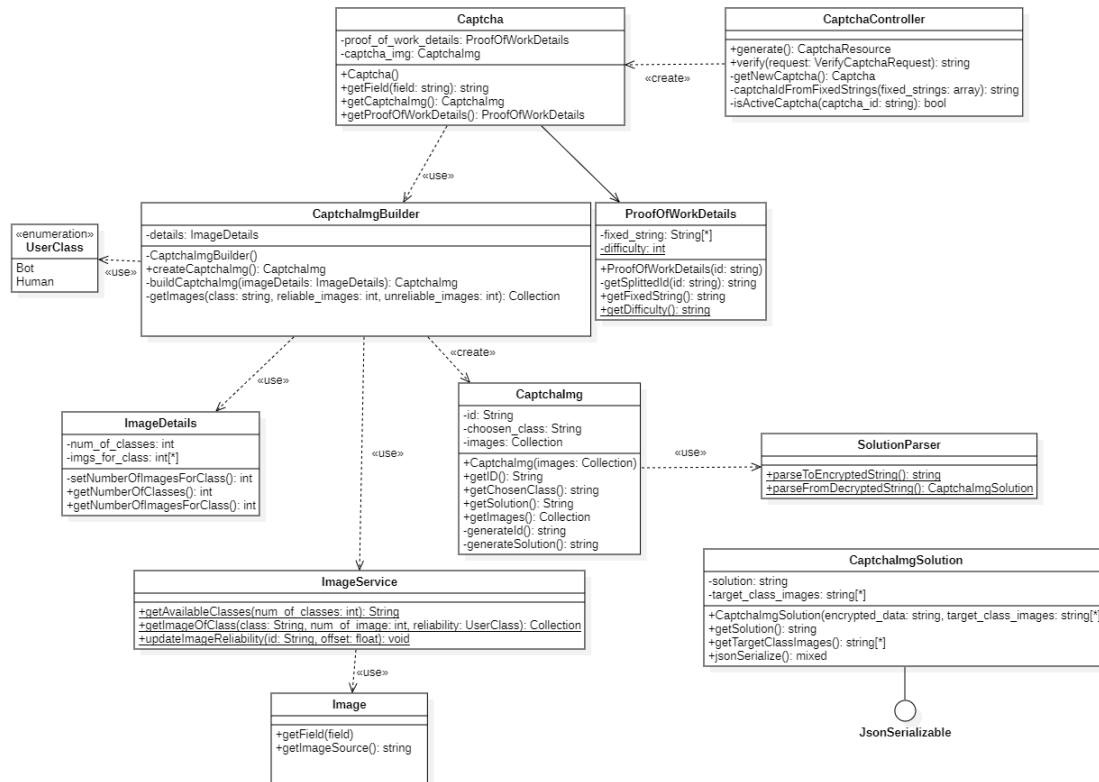 Captcha
-proof_of_work_details: ProofOfWorkDetails
-captcha_img: CaptchaImg
+Captcha()
+getField(field: string): string
+getCaptchaImg(): CaptchaImg
+getProofOfWorkDetails(): ProofOfWorkDetails
CaptchaController
+generate(): CaptchaResource
+verify(request: VerifyCaptchaRequest): string
-getNewCaptcha(): Captcha
-captchaIdFromFixedStrings(fixed_strings: array): string
-isActiveCaptcha(captcha_id: string): bool
«create»
«use»
CaptchaImgBuilder
-details: ImageDetails
-CaptchaImgBuilder()
+createCaptchaImg(): CaptchaImg
-buildCaptchaImg(imageDetails: ImageDetails): CaptchaImg
-getImages(class: string, reliable_images: int, unreliable_images: int): Collection
ProofOfWorkDetails
-fixed_string: String[*]
-difficulty: int
+ProofOfWorkDetails(id: string)
-getSplittedId(id: string): string
+getFixedString(): string
+getDifficulty(): string
«enumeration»
UserClass
Bot
Human
«use»
«create»
«use»
«use»
ImageDetails
-num_of_classes: int
-imgs_for_class: int[*]
-setNumberOfImagesForClass(): int
+getNumberOfClasses(): int
+getNumberOfImagesForClass(): int
CaptchaImg
-id: String
-choosen_class: String
-images: Collection
+CaptchaImg(images: Collection)
+getID(): String
+getChosenClass(): string
+getSolution(): String
+getImages(): Collection
-generateId(): string
-generateSolution(): string
«use»
SolutionParser
+parseToEncryptedString(): string
+parseFromDecryptedString(): CaptchaImgSolution
CaptchaImgSolution
-solution: string
-target_class_images: string[*]
+CaptchaImgSolution(encrypted_data: string, target_class_images: string[*]
+getSolution(): string
+getTargetClassImages(): string[*]
+jsonSerialize(): mixed
JsonSerializable
ImageService
+getAvailableClasses(num_of_classes: int): String
+getImageOfClass(class: String, num_of_image: int, reliability: UserClass): Collection
+updateImageReliability(id: String, offset: float): void
«use»
Image
+getField(field)
+getImageSource(): string